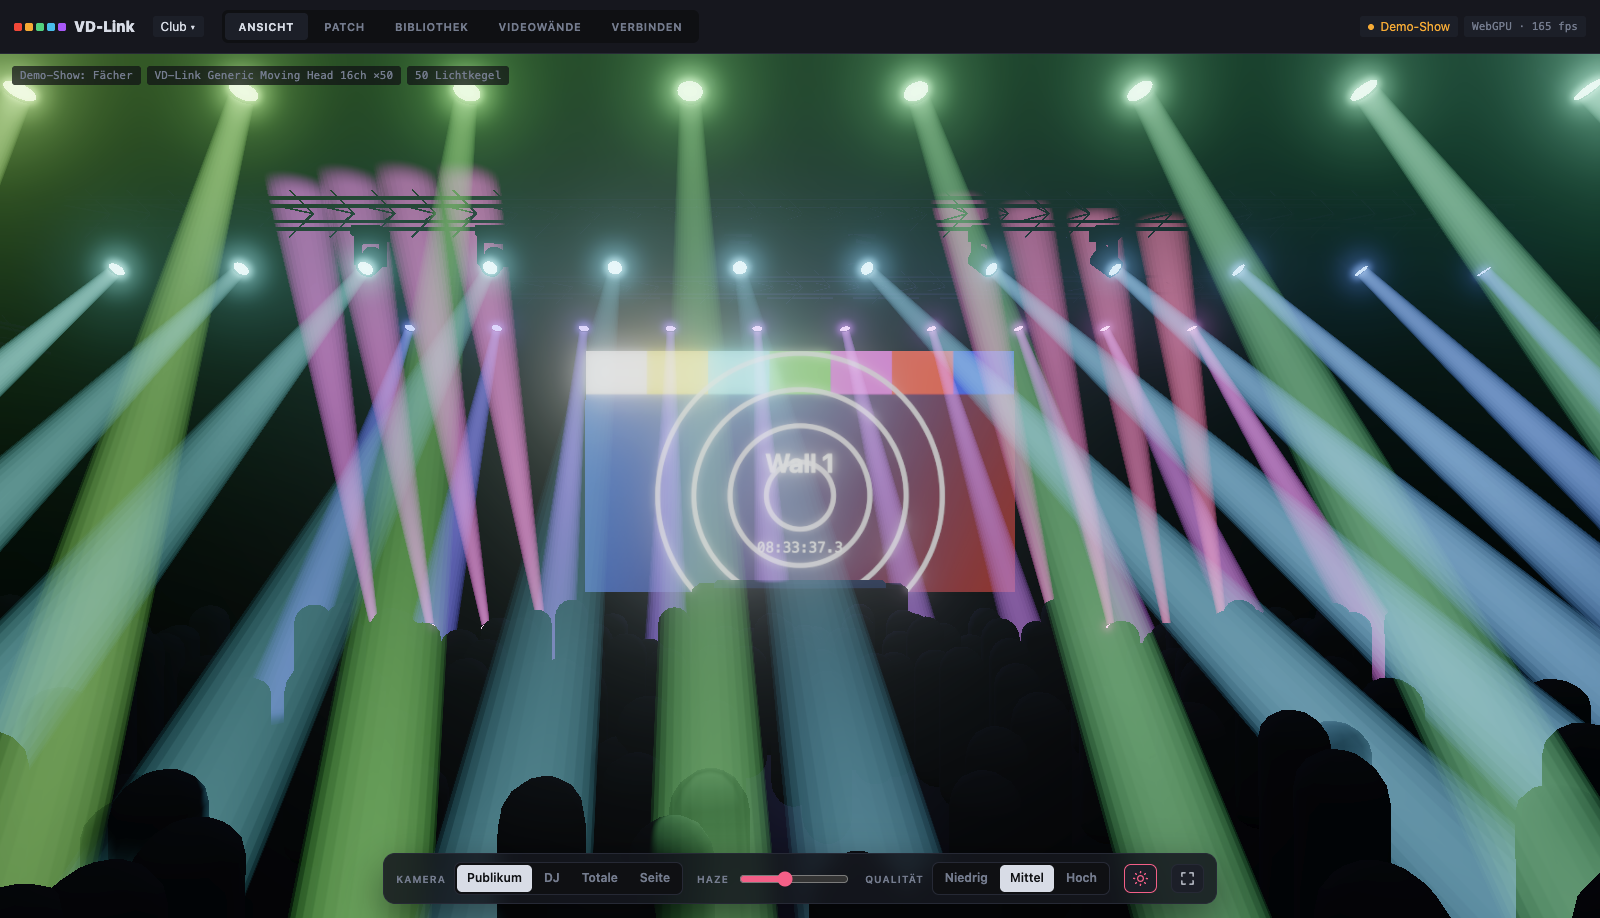 VD-Link
Club
ANSICHT
PATCH
BIBLIOTHEK
VIDEOWÄNDE
VERBINDEN
Demo-Show
WebGPU · 165 fps
Demo-Show: Fächer
VD-Link Generic Moving Head 16ch ×50
50 Lichtkegel
Wall 1
08:33:37.3
KAMERA
Publikum
DJ
Totale
Seite
HAZE
QUALITÄT
Niedrig
Mittel
Hoch